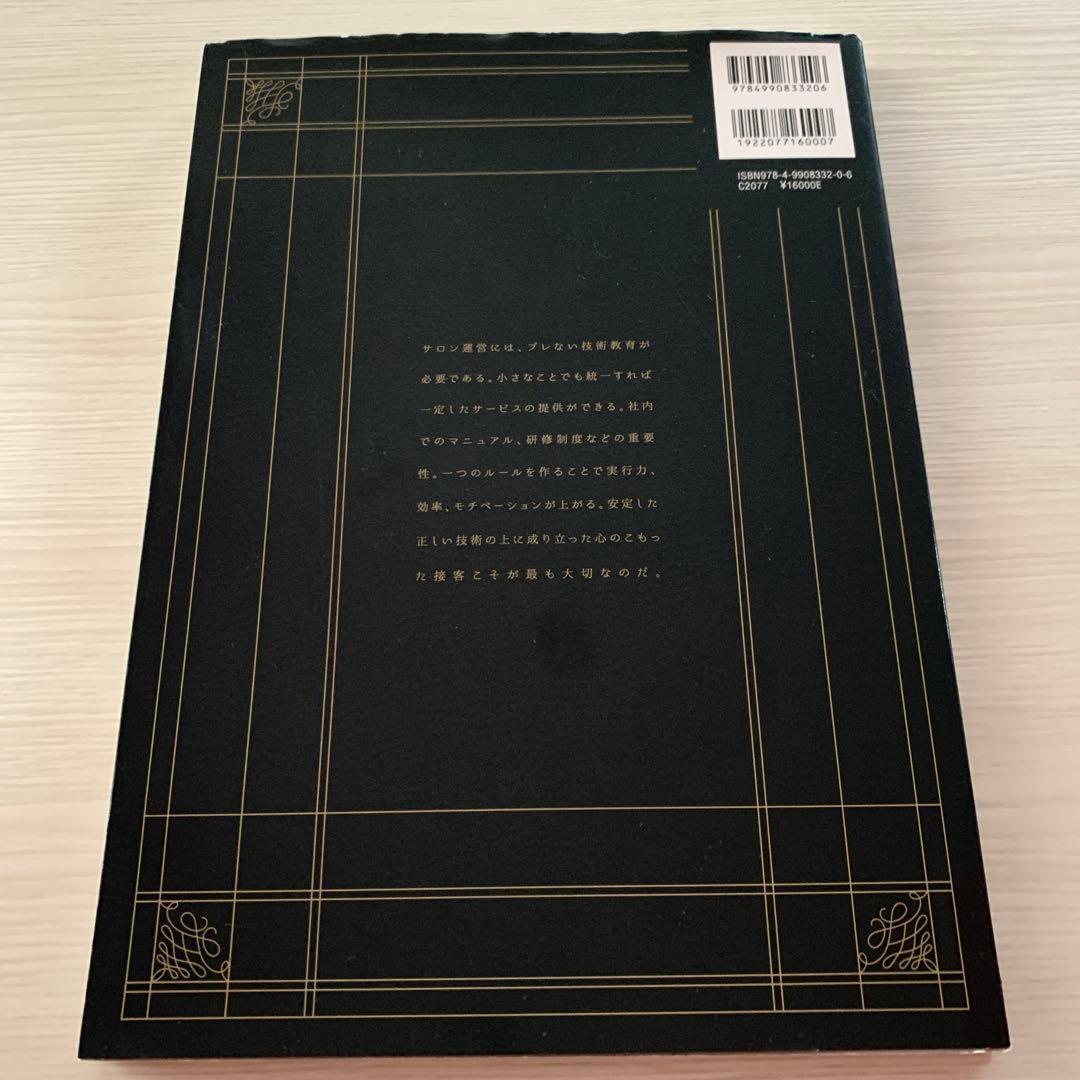 9784990833206
1922077160007
ISBN978-4-9908332-0-6
C2077 ¥16000E
サロン運営には、ブレない技術教育が
必要である。小さなことでも統一すれば
一定したサービスの提供ができる。社内
でのマニュアル、研修制度などの重要
性。一つのルールを作ることで実行力、
効率、モチベーションが上がる。安定した
正しい技術の上に成り立った心のこもっ
た接客こそが最も大切なのだ。